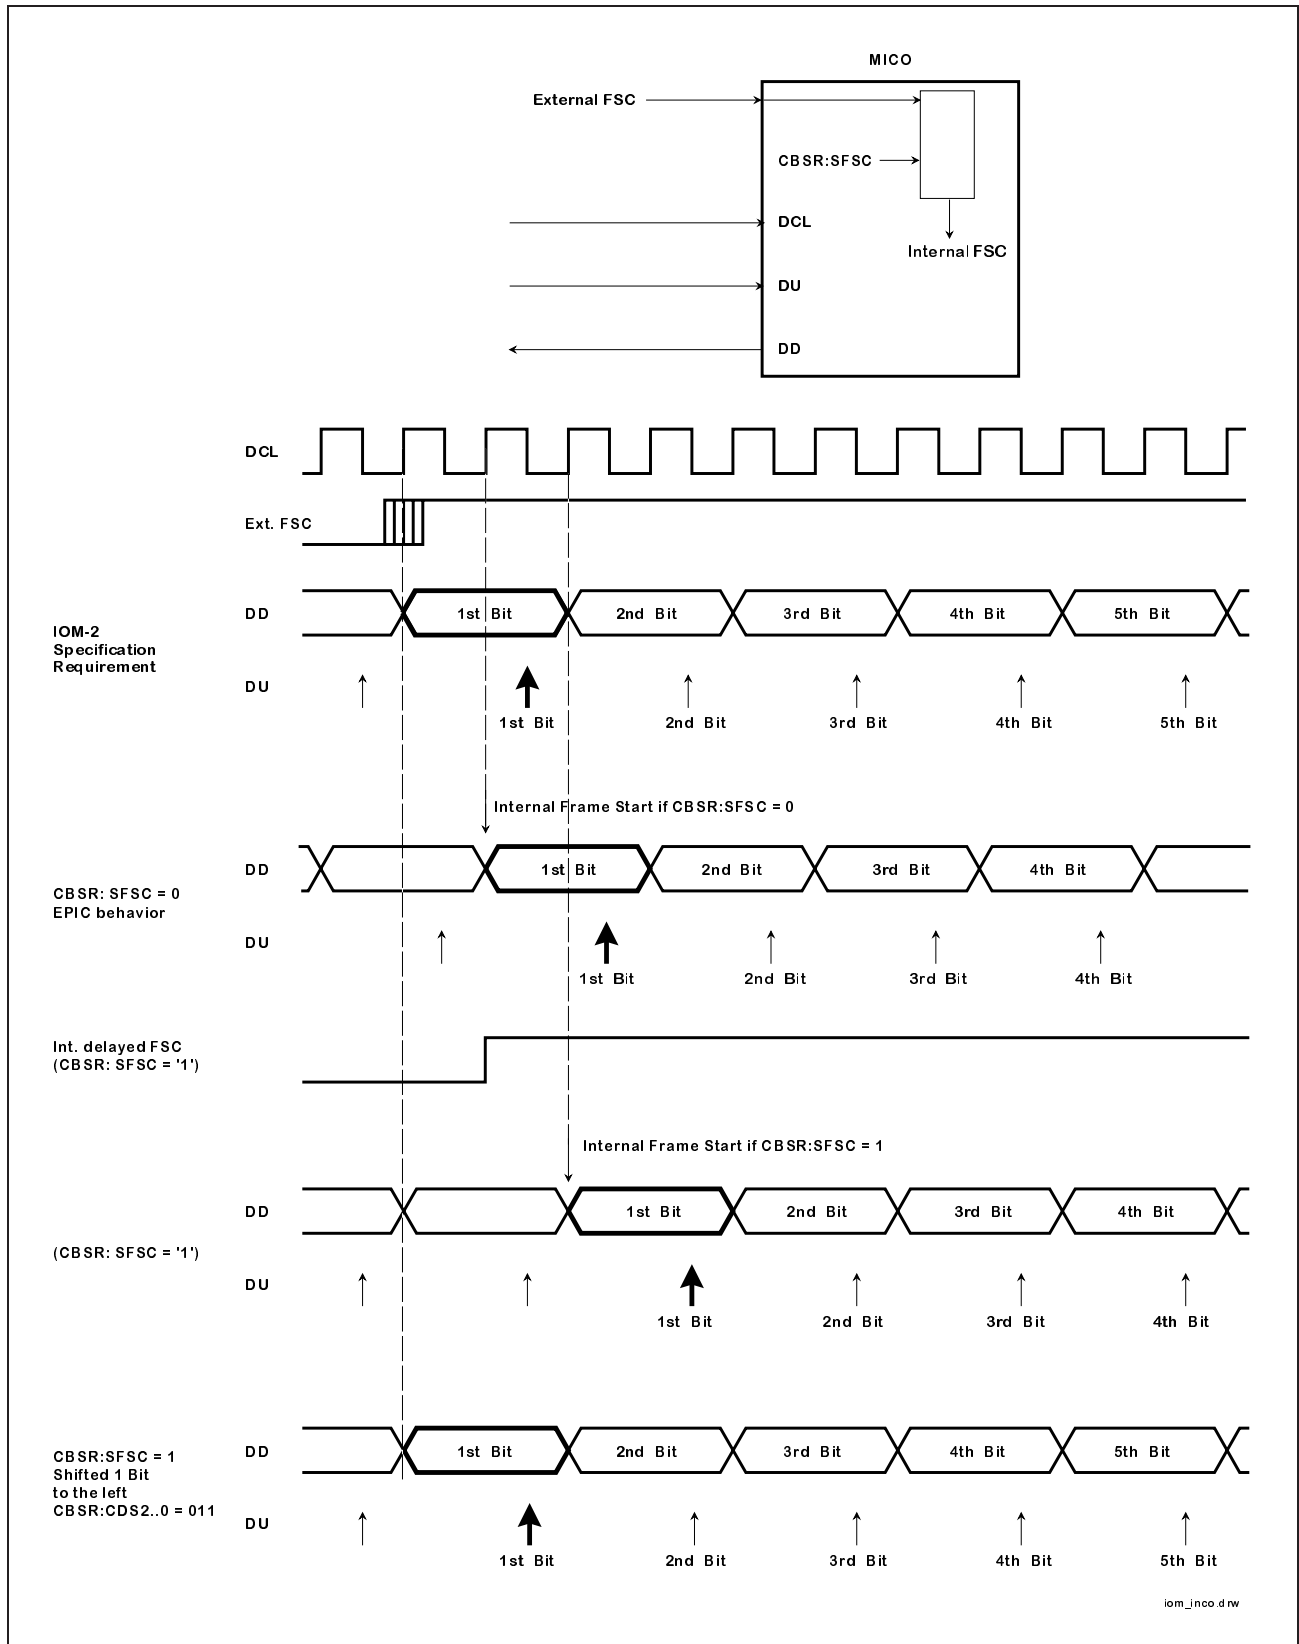 MICO
External FSC
CBSR:SFSC
DCL
Internal FSC
DU
DD
DCL
Ext. FSC
IOM-2
Specification
Requirement
DD
1st Bit
2nd Bit
3rd Bit
4th Bit
5th Bit
DU
1st Bit
2nd Bit
3rd Bit
4th Bit
5th Bit
Internal Frame Start if CBSR:SFSC = 0
CBSR: SFSC = 0
EPIC behavior
DD
1st Bit
2nd Bit
3rd Bit
4th Bit
DU
1st Bit
2nd Bit
3rd Bit
4th Bit
Int. delayed FSC
(CBSR: SFSC = '1')
Internal Frame Start if CBSR:SFSC = 1
(CBSR: SFSC = '1')
DD
1st Bit
2nd Bit
3rd Bit
4th Bit
DU
1st Bit
2nd Bit
3rd Bit
4th Bit
CBSR:SFSC = 1
Shifted 1 Bit
to the left
CBSR:CDS2..0 = 011
DD
1st Bit
2nd Bit
3rd Bit
4th Bit
5th Bit
DU
1st Bit
2nd Bit
3rd Bit
4th Bit
5th Bit
iom_inco.drw